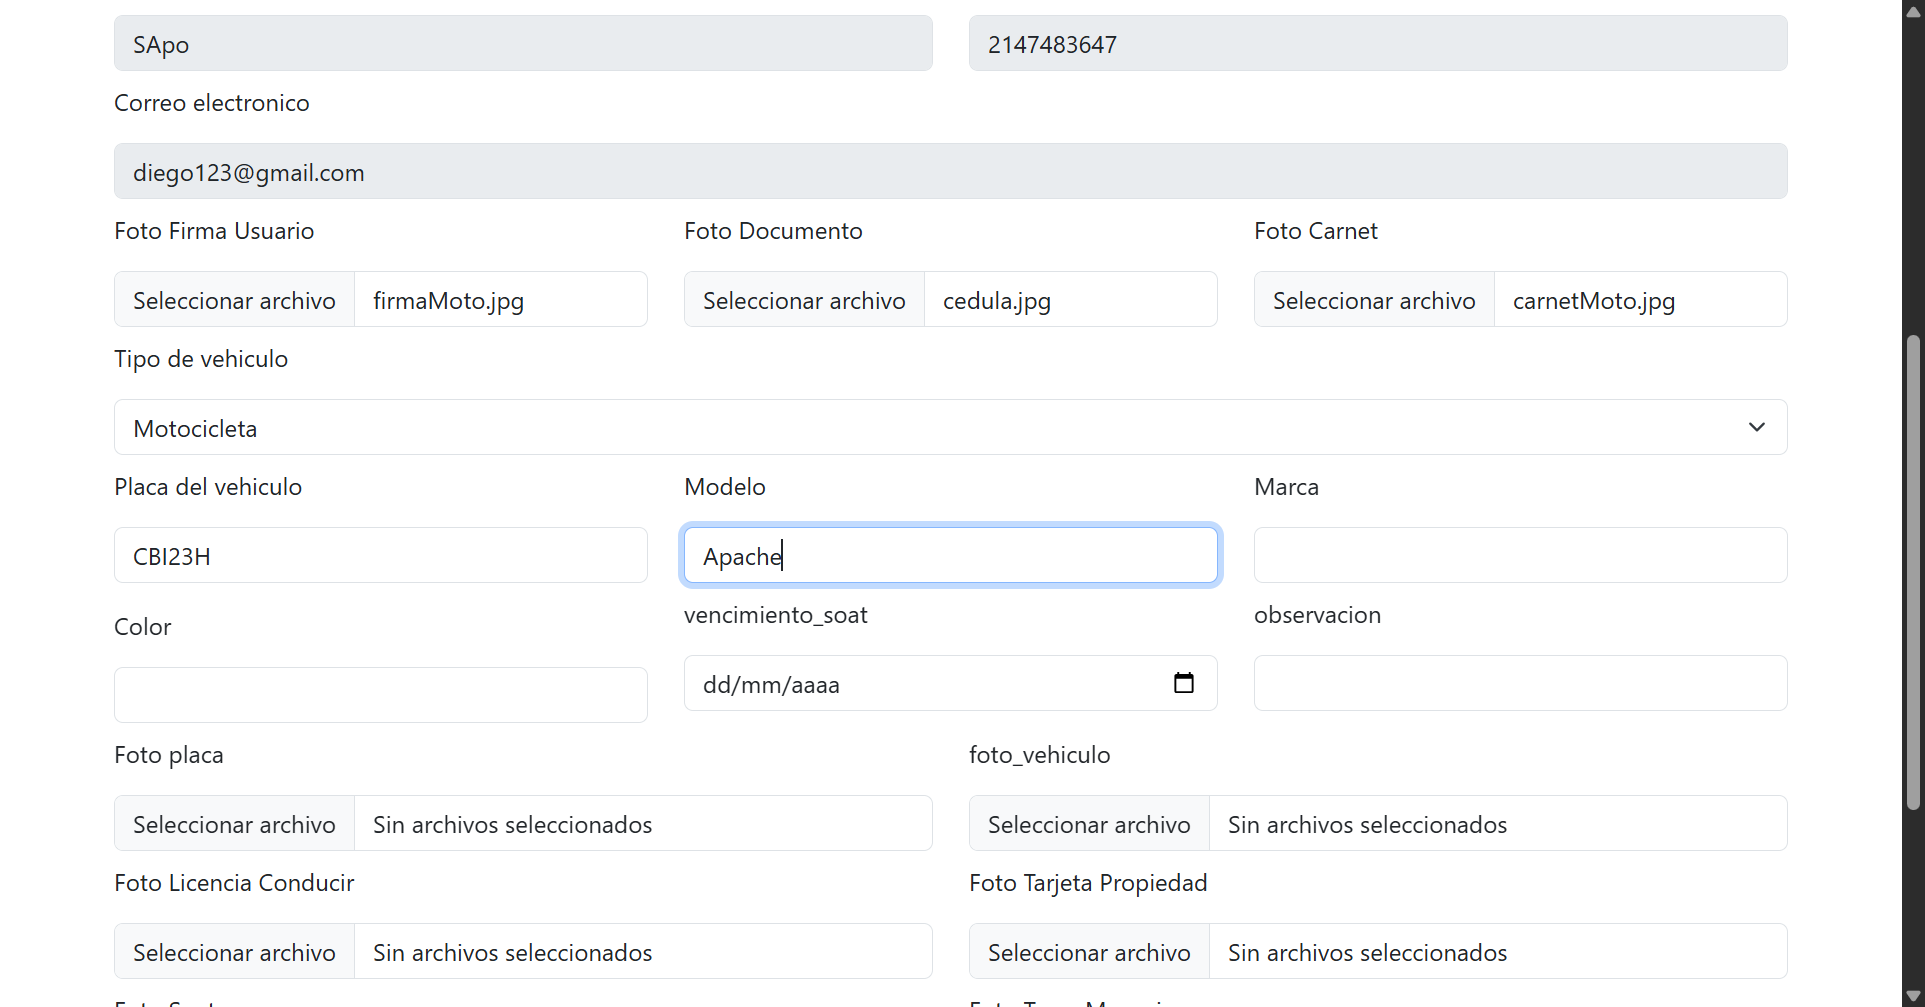 SApo
2147483647
Correo electronico
diego123@gmail.com
Foto Firma Usuario
Foto Documento
Foto Carnet
Seleccionar archivo firmaMoto.jpg
Seleccionar archivo cedula.jpg
Seleccionar archivo carnetMoto.jpg
Tipo de vehiculo
Motocicleta
Placa del vehiculo
Modelo
Marca
CBI23H
Apache
Color
vencimiento_soat
observacion
dd/mm/aaaa
Foto placa
foto_vehiculo
Seleccionar archivo Sin archivos seleccionados
Seleccionar archivo Sin archivos seleccionados
Foto Licencia Conducir
Foto Tarjeta Propiedad
Seleccionar archivo Sin archivos seleccionados
Seleccionar archivo Sin archivos seleccionados